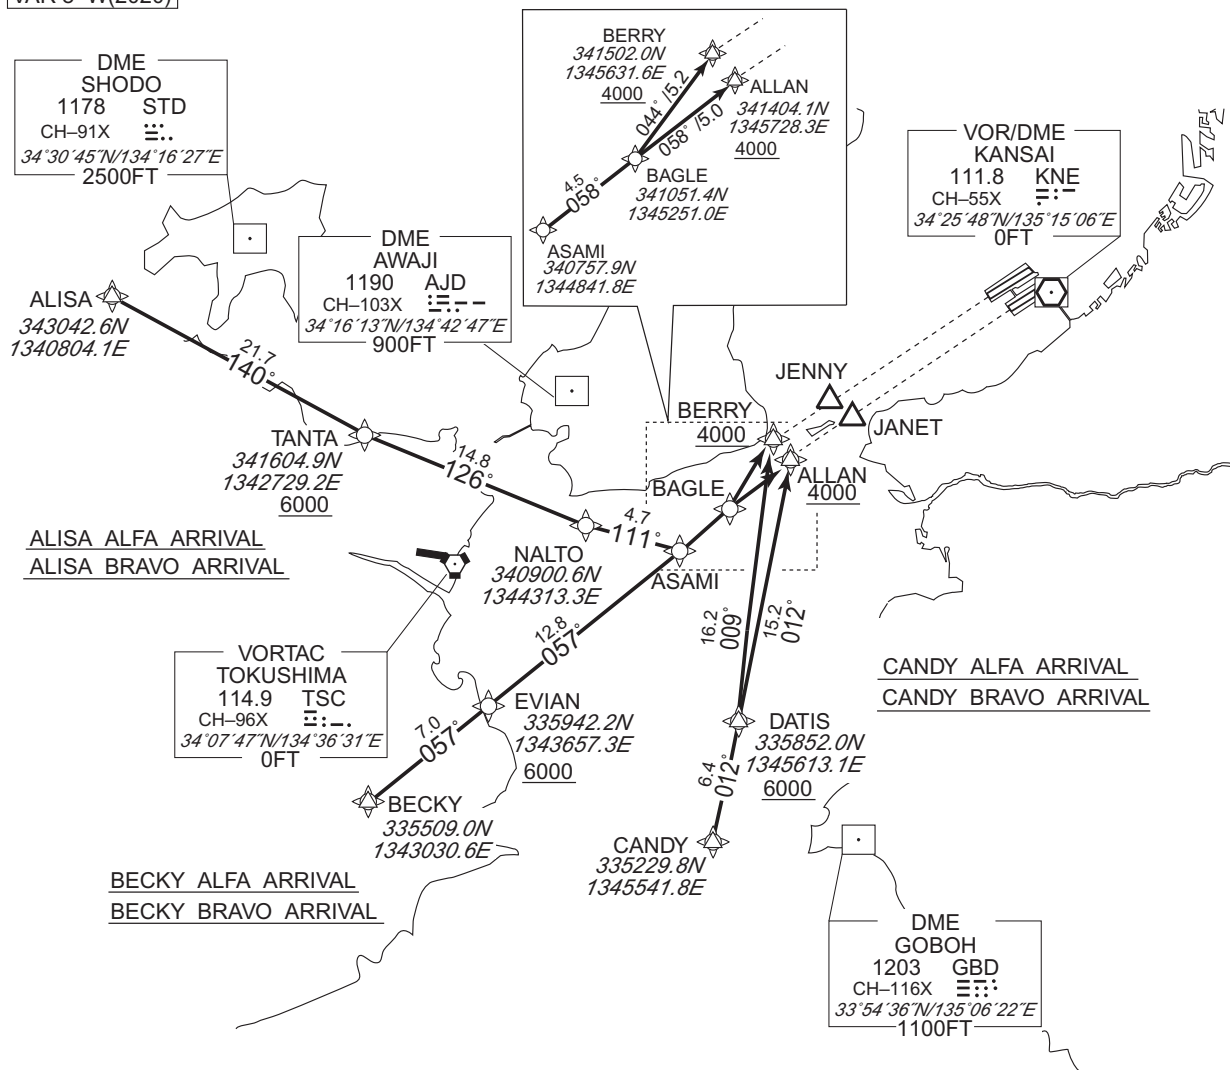 DME
SHODO
1178 STD
CH–91X
34°30´45˝N/134°16´27˝E
2500FT
BERRY
341502.0N
1345631.6E
4000
044° /5.2
058° /5.0
ALLAN
341404.1N
1345728.3E
4000
4.5
058°
BAGLE
341051.4N
1345251.0E
ASAMI
340757.9N
1344841.8E
VOR/DME
KANSAI
111.8 KNE
CH–55X
34°25´48˝N/135°15´06˝E
0FT
DME
AWAJI
1190 AJD
CH–103X
34°16´13˝N/134°42´47˝E
900FT
ALISA
343042.6N
1340804.1E
21.7
140°
JENNY
JANET
BERRY
4000
ALLAN
4000
TANTA
341604.9N
1342729.2E
6000
14.8
126°
BAGLE
4.7
111°
NALTO
340900.6N
1344313.3E
ASAMI
ALISA ALFA ARRIVAL
ALISA BRAVO ARRIVAL
12.8
057°
16.2
009°
15.2
012°
VORTAC
TOKUSHIMA
114.9 TSC
CH–96X
34°07´47˝N/134°36´31˝E
0FT
CANDY ALFA ARRIVAL
CANDY BRAVO ARRIVAL
EVIAN
335942.2N
1343657.3E
6000
7.0
057°
DATIS
335852.0N
1345613.1E
6000
6.4
012°
BECKY
335509.0N
1343030.6E
CANDY
335229.8N
1345541.8E
BECKY ALFA ARRIVAL
BECKY BRAVO ARRIVAL
DME
GOBOH
1203 GBD
CH–116X
33°54´36˝N/135°06´22˝E
1100FT